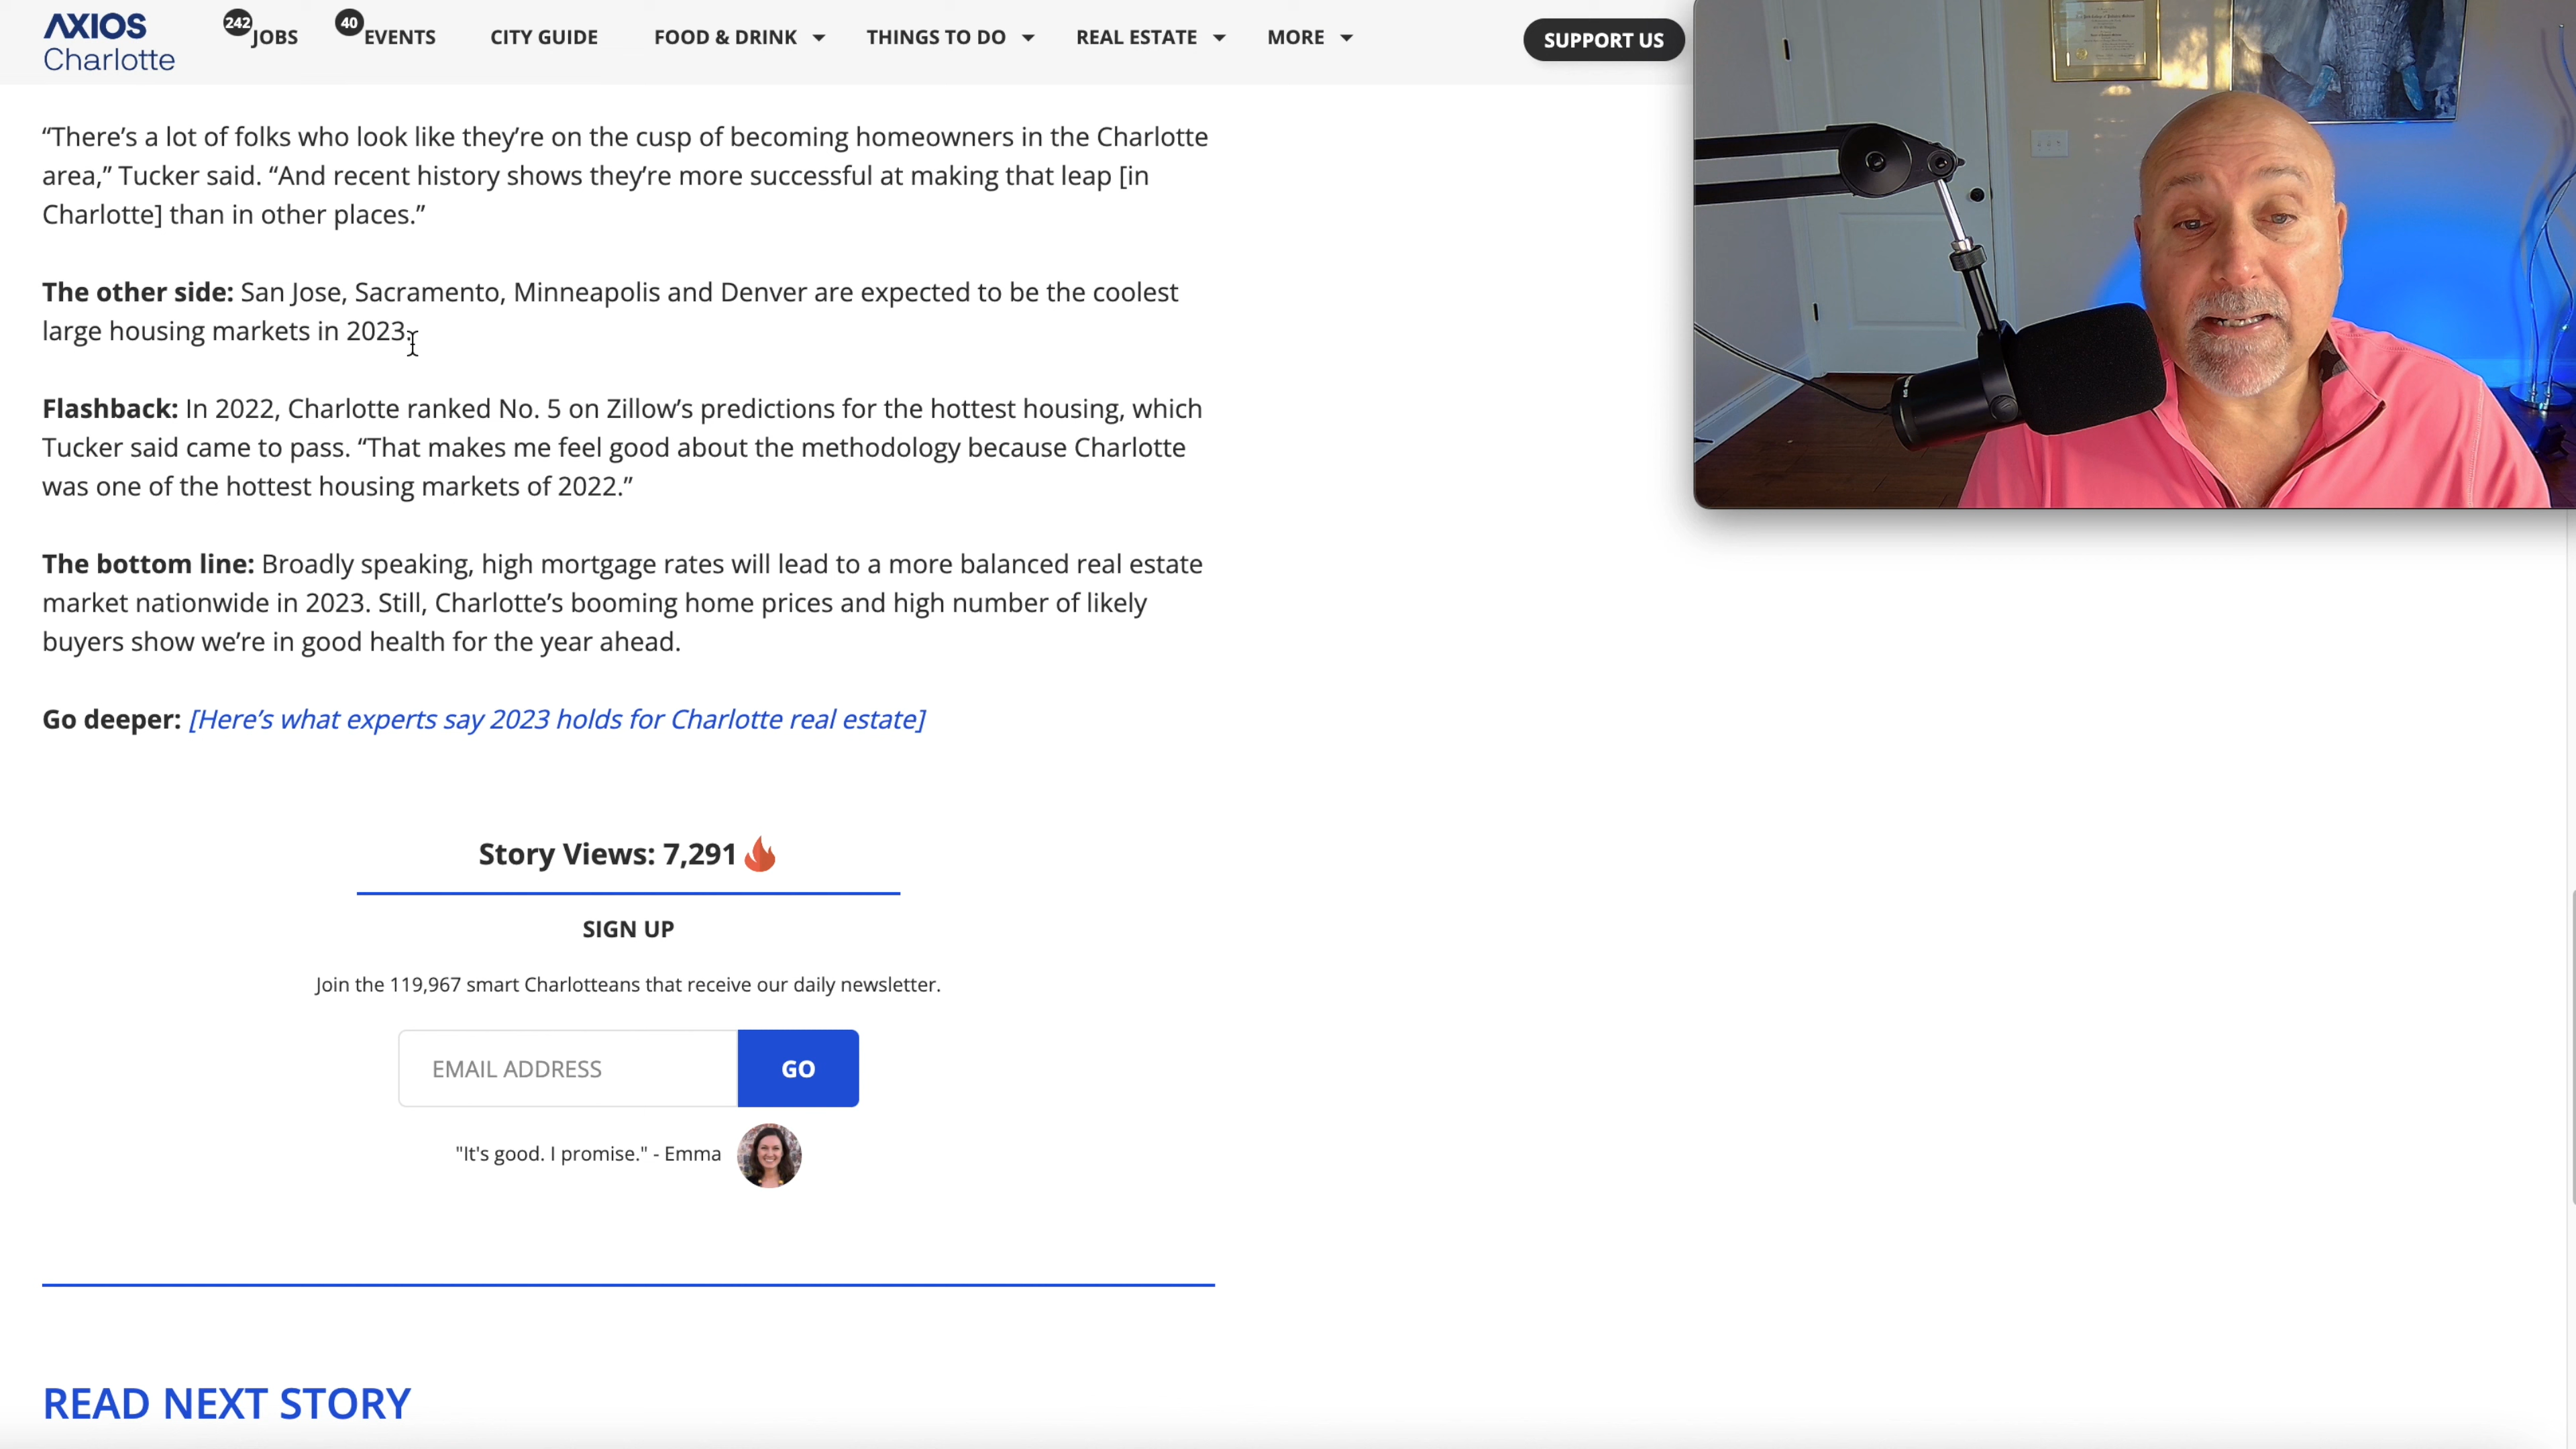 AXIOS
Charlotte
242
JOBS
40
EVENTS
CITY GUIDE
FOOD & DRINK
THINGS TO DO
REAL ESTATE
MORE
SUPPORT US
“There’s a lot of folks who look like they’re on the cusp of becoming homeowners in the Charlotte
area,” Tucker said. “And recent history shows they’re more successful at making that leap [in
Charlotte] than in other places.”
The other side: San Jose, Sacramento, Minneapolis and Denver are expected to be the coolest
large housing markets in 2023.
Flashback: In 2022, Charlotte ranked No. 5 on Zillow’s predictions for the hottest housing, which
Tucker said came to pass. “That makes me feel good about the methodology because Charlotte
was one of the hottest housing markets of 2022.”
The bottom line: Broadly speaking, high mortgage rates will lead to a more balanced real estate
market nationwide in 2023. Still, Charlotte’s booming home prices and high number of likely
buyers show we’re in good health for the year ahead.
Go deeper: [Here’s what experts say 2023 holds for Charlotte real estate]
Story Views: 7,291
SIGN UP
Join the 119,967 smart Charlotteans that receive our daily newsletter.
EMAIL ADDRESS
GO
"It's good. I promise." - Emma
READ NEXT STORY